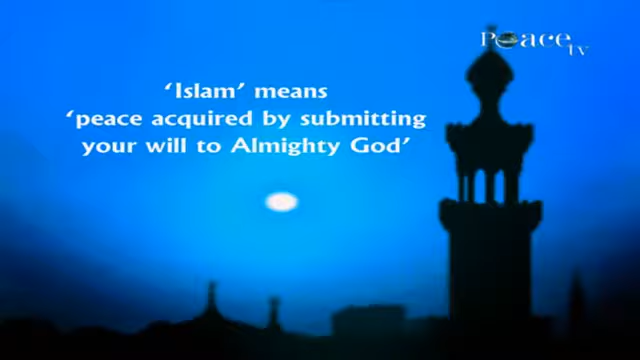 Peace tv
‘Islam’ means
‘peace acquired by submitting
your will to Almighty God’